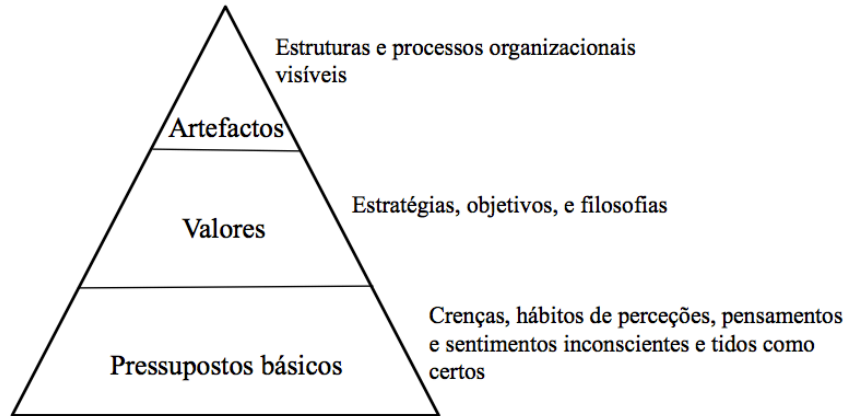 Estruturas e processos organizacionais
visíveis
Artefactos
Estratégias, objetivos, e filosofias
Valores
Crenças, hábitos de perceções, pensamentos
e sentimentos inconscientes e tidos como
certos
Pressupostos básicos